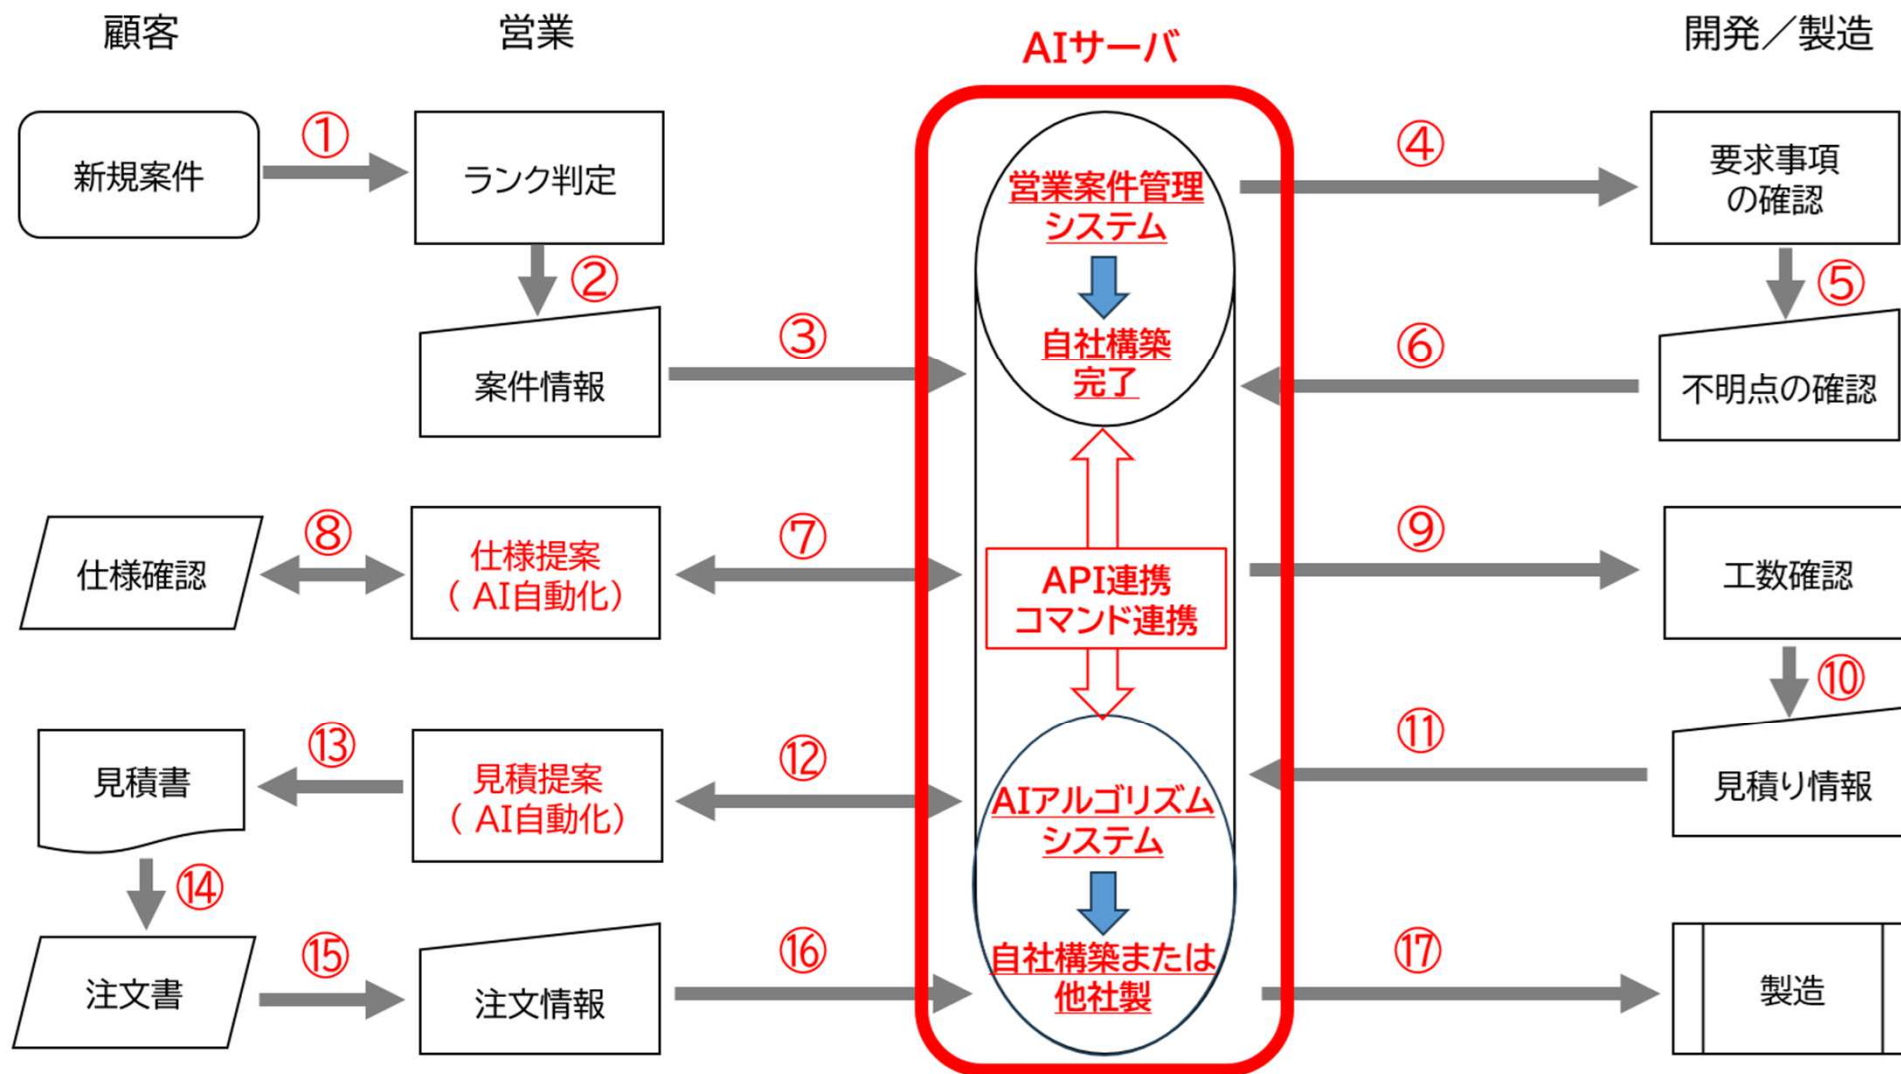 顧客
営業
AIサーバ
開発／製造
新規案件
①
ランク判定
②
案件情報
③
営業案件管理
システム
自社構築
完了
④
要求事項
の確認
⑤
不明点の確認
⑥
仕様確認
⑧
仕様提案
（ AI自動化）
⑦
API連携
コマンド連携
⑨
工数確認
⑩
見積り情報
⑪
見積書
⑬
見積提案
（ AI自動化）
⑫
AIアルゴリズム
システム
自社構築または
他社製
⑭
注文書
⑮
注文情報
⑯
⑰
製造